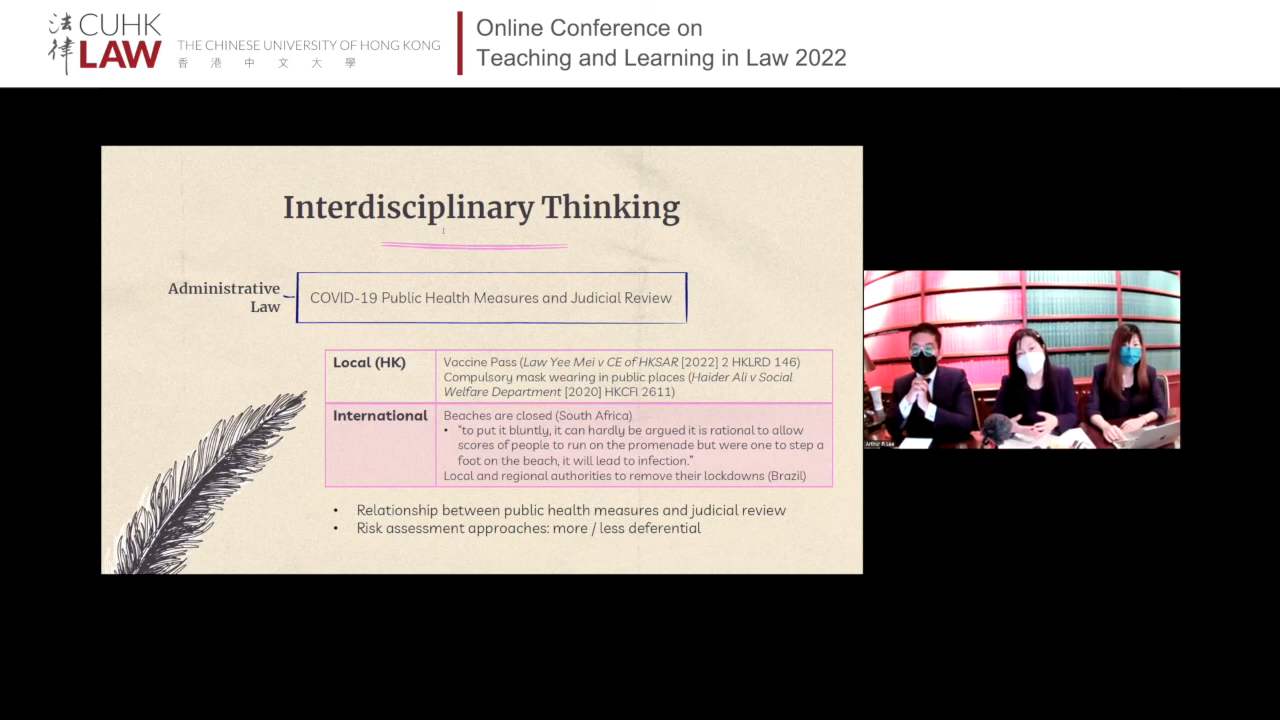 法律
CUHK
LAW
THE CHINESE UNIVERSITY OF HONG KONG
香港中文大學
Online Conference on
Teaching and Learning in Law 2022
Interdisciplinary Thinking
Administrative
Law
COVID-19 Public Health Measures and Judicial Review
Local (HK)
Vaccine Pass (Law Yee Mei v CE of HKSAR [2022] 2 HKLRD 146)
Compulsory mask wearing in public places (Haider Ali v Social
Welfare Department [2020] HKCFI 2611)
International
Beaches are closed (South Africa)
• “to put it bluntly, it can hardly be argued it is rational to allow
scores of people to run on the promenade but were one to step a
foot on the beach, it will lead to infection.”
Local and regional authorities to remove their lockdowns (Brazil)
• Relationship between public health measures and judicial review
• Risk assessment approaches: more / less deferential
Arthur R Lee